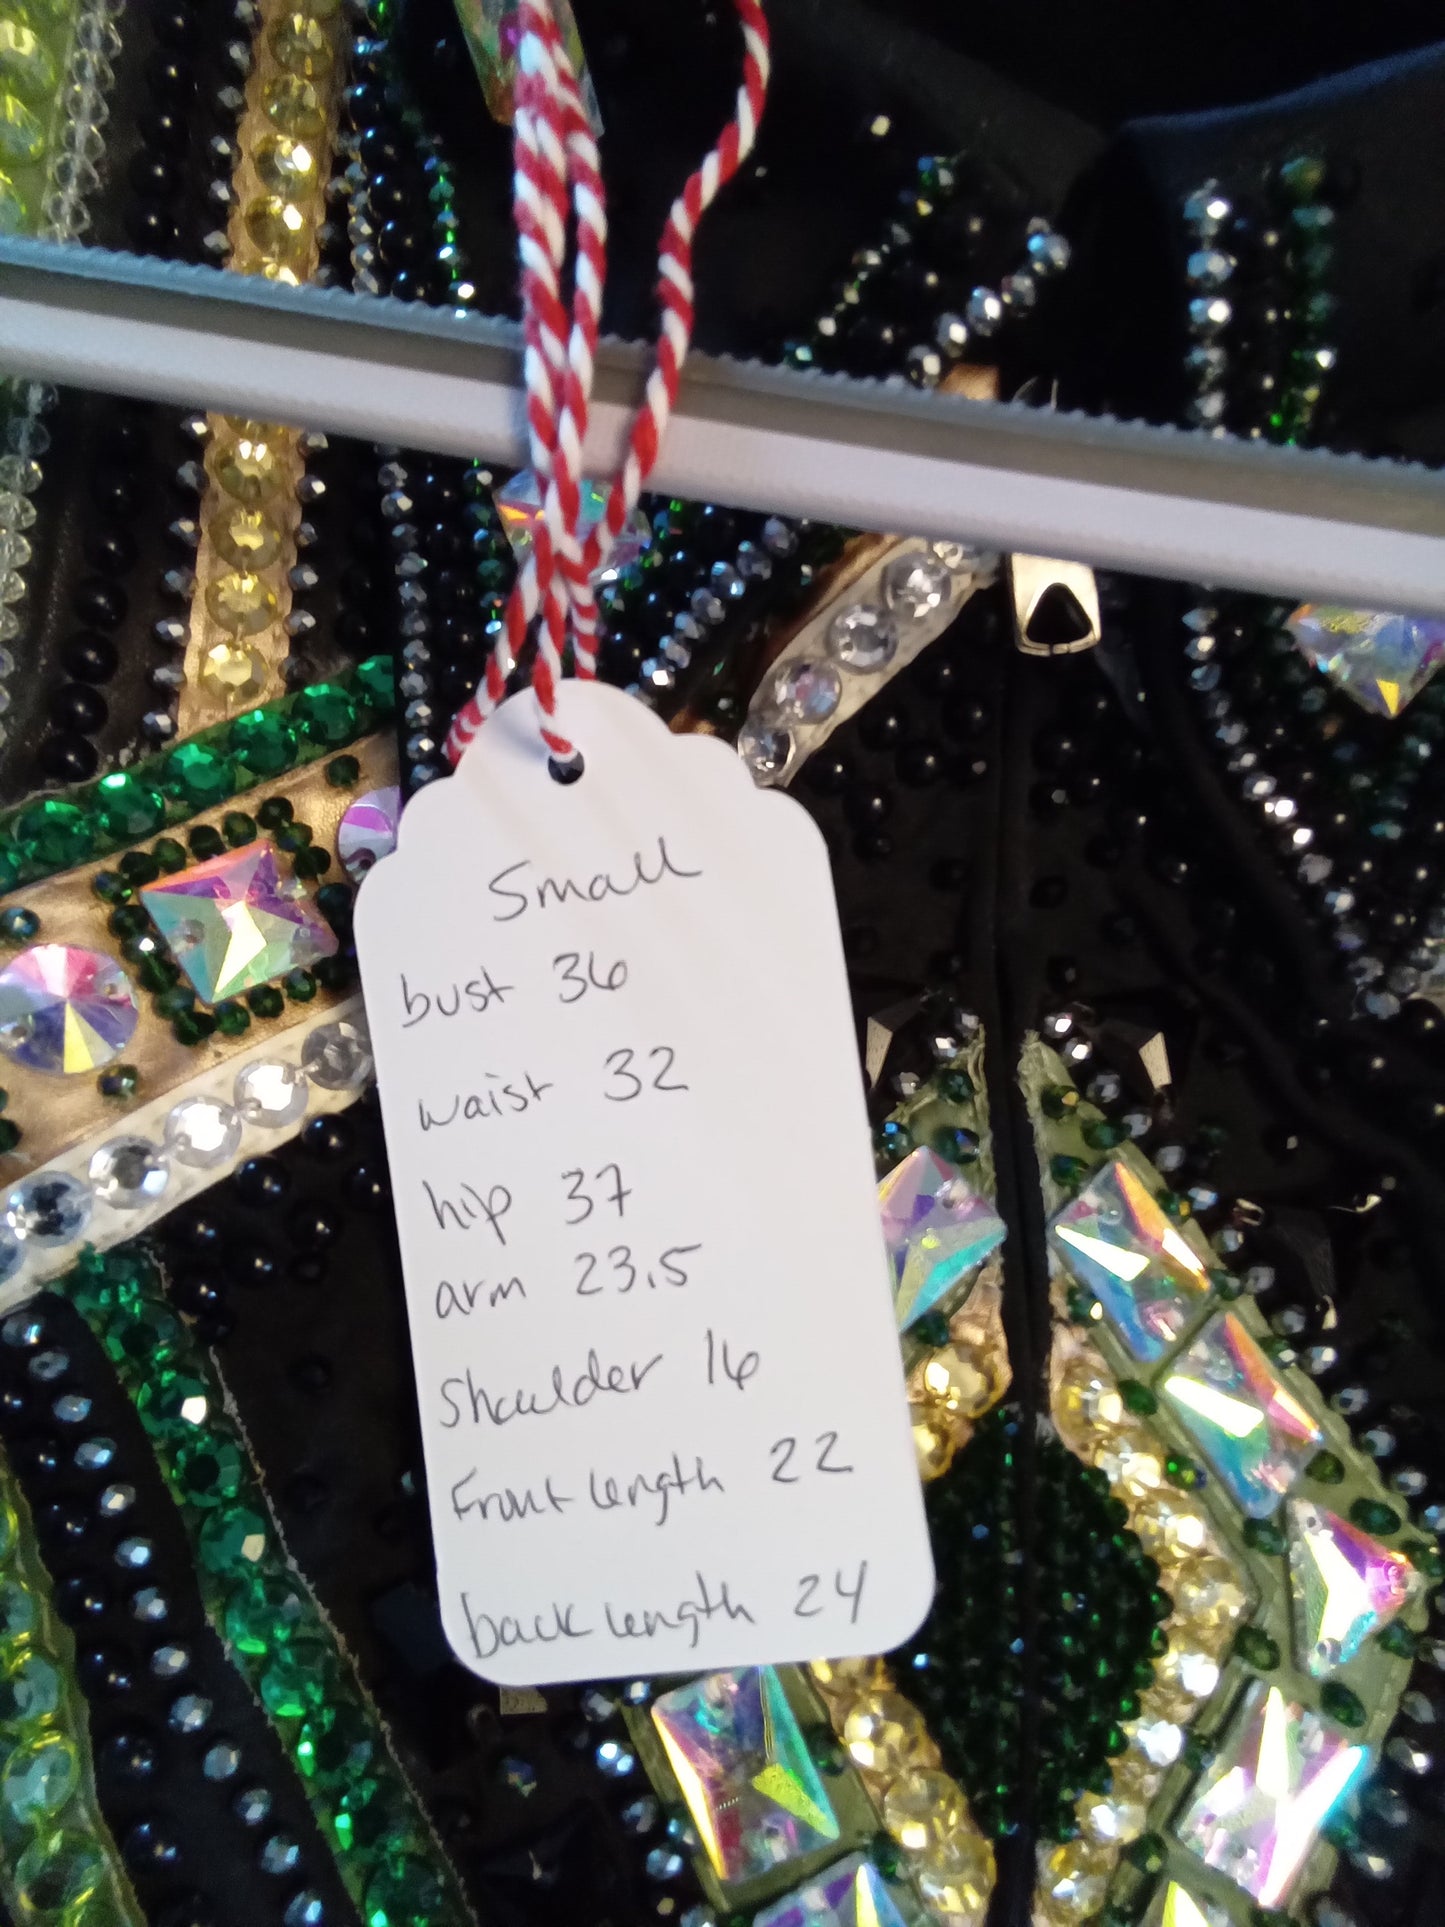 Small
bust 36
waist 32
hip 37
arm 23.5
Shoulder 16
Front length 22
back length 24